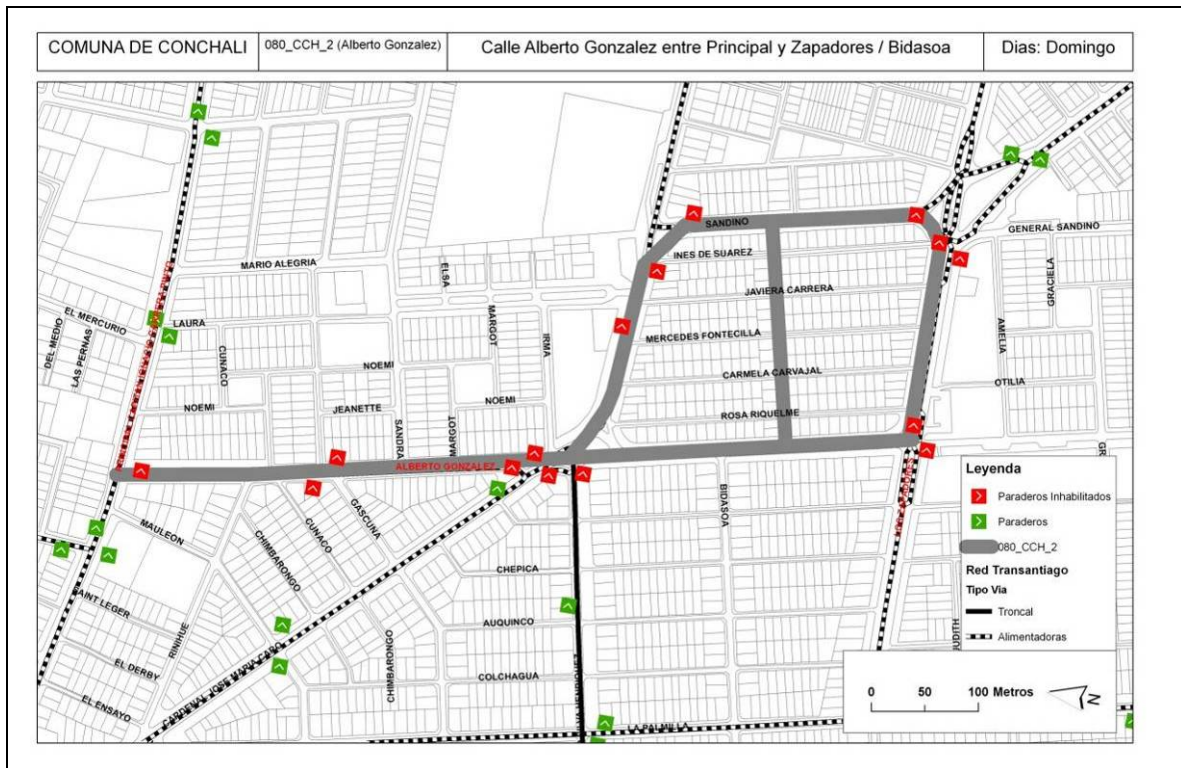 COMUNA DE CONCHALI
080_CCH_2 (Alberto Gonzalez)
Calle Alberto Gonzalez entre Principal y Zapadores / Bidasoa
Dias: Domingo
SANDINO
GENERAL SANDINO
INES DE SUAREZ
MARIO ALEGRIA
ELSA
GRACIELA
JAVIERA CARRERA
EL MERCURIO
LAURA
DEL MEDIO
LAS PERNAS
CUNACO
MARGOT
IRMA
MERCEDES FONTECILLA
AMELIA
NOEMI
CARMELA CARVAJAL
OTILIA
NOEMI
JEANETTE
NOEMI
SANDRA
MARGOT
ROSA RIQUELME
ALBERTO GONZALEZ
GR
BIDASOA
MAULEON
CHIMBARONGO
CUNACO
GASCUÑA
CHEPICA
SAINT LEGER
RINHUE
AUQUINCO
EL DERBY
CHIMBARONGO
COLCHAGUA
EL ENSAYO
CARDENAL JOSE MARIA CARO
JUDITH
LA PALMILLA
Leyenda
Paraderos Inhabilitados
Paraderos
080_CCH_2
Red Transantiago
Tipo Via
Troncal
Alimentadoras
0 50 100 Metros
N